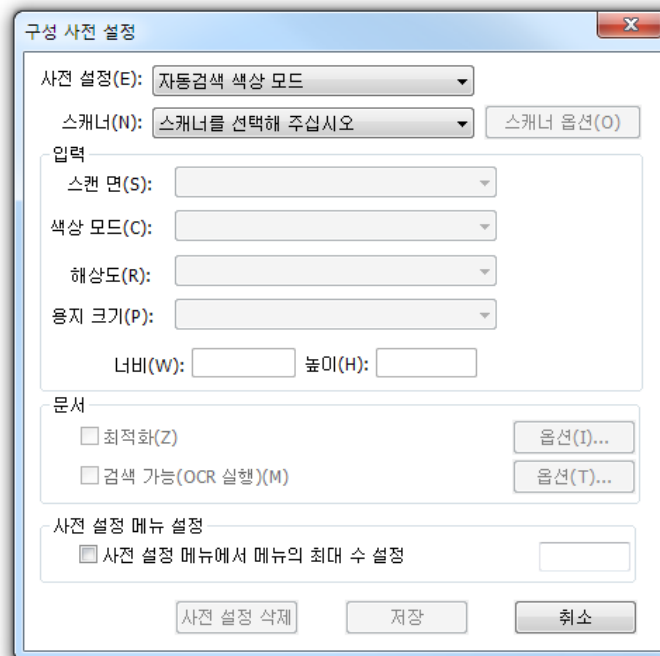 구성 사전 설정
사전 설정(E): 자동검색 색상 모드
스캐너(N): 스캐너를 선택해 주십시오 스캐너 옵션(O)
입력
스캔 면(S):
색상 모드(C):
해상도(R):
용지 크기(P):
너비(W): 높이(H):
문서
최적화(Z) 옵션(I)...
검색 가능(OCR 실행)(M) 옵션(T)...
사전 설정 메뉴 설정
사전 설정 메뉴에서 메뉴의 최대 수 설정
사전 설정 삭제 저장 취소